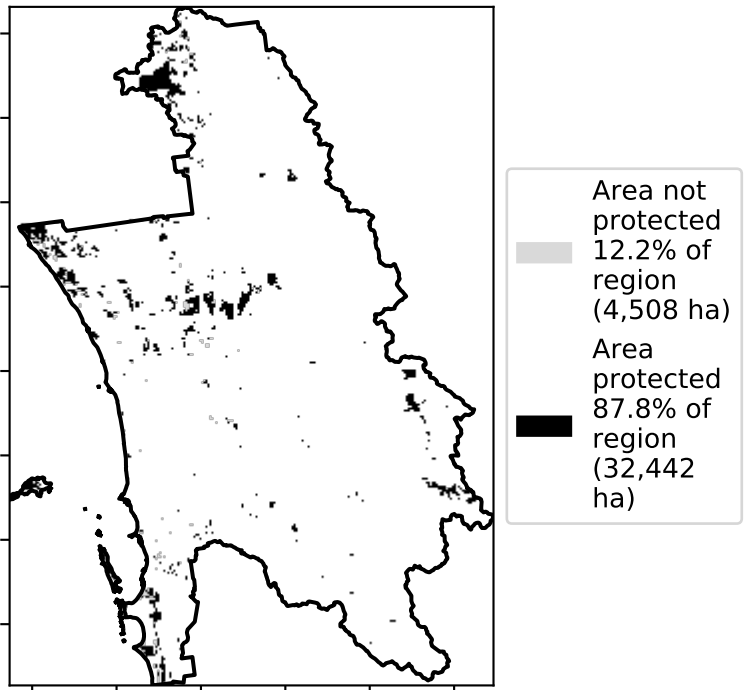 Area not
protected
12.2% of
region
(4,508 ha)
Area
protected
87.8% of
region
(32,442
ha)